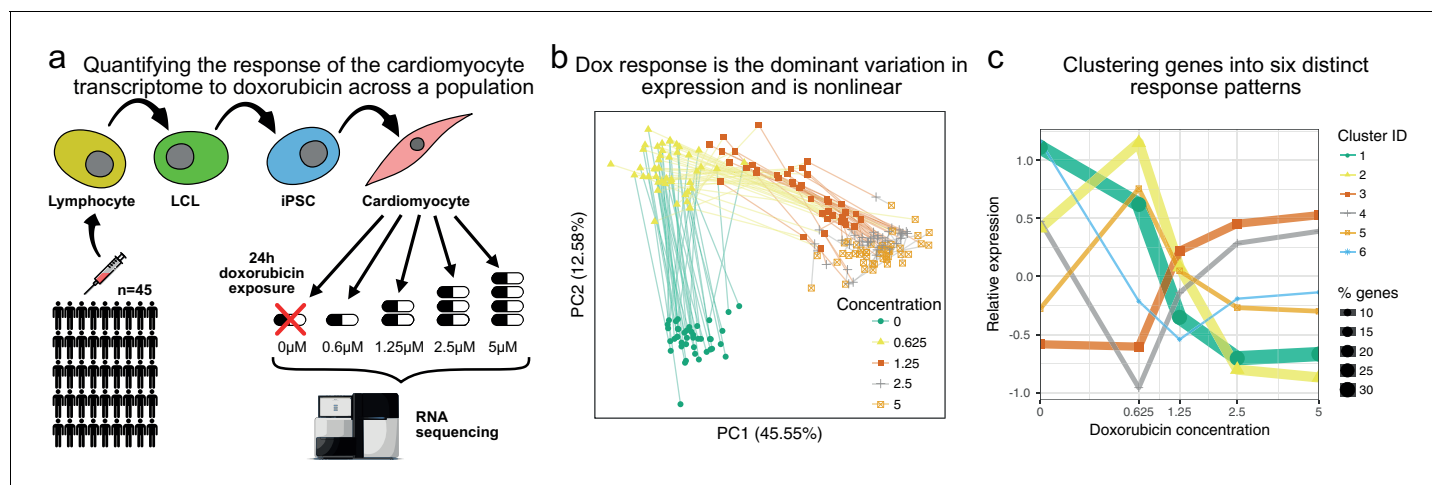 a
Quantifying the response of the cardiomyocyte
transcriptome to doxorubicin across a population
Lymphocyte
LCL
iPSC
Cardiomyocyte
24h
doxorubicin
exposure
n=45
0μM
0.6μM
1.25μM
2.5μM
5μM
RNA
sequencing
b
Dox response is the dominant variation in
expression and is nonlinear
PC2 (12.58%)
Concentration
0
0.625
1.25
2.5
5
PC1 (45.55%)
c
Clustering genes into six distinct
response patterns
Relative expression
1.0
0.5
0.0
-0.5
-1.0
0
0.625
1.25
2.5
5
Doxorubicin concentration
Cluster ID
1
2
3
4
5
6
% genes
10
15
20
25
30